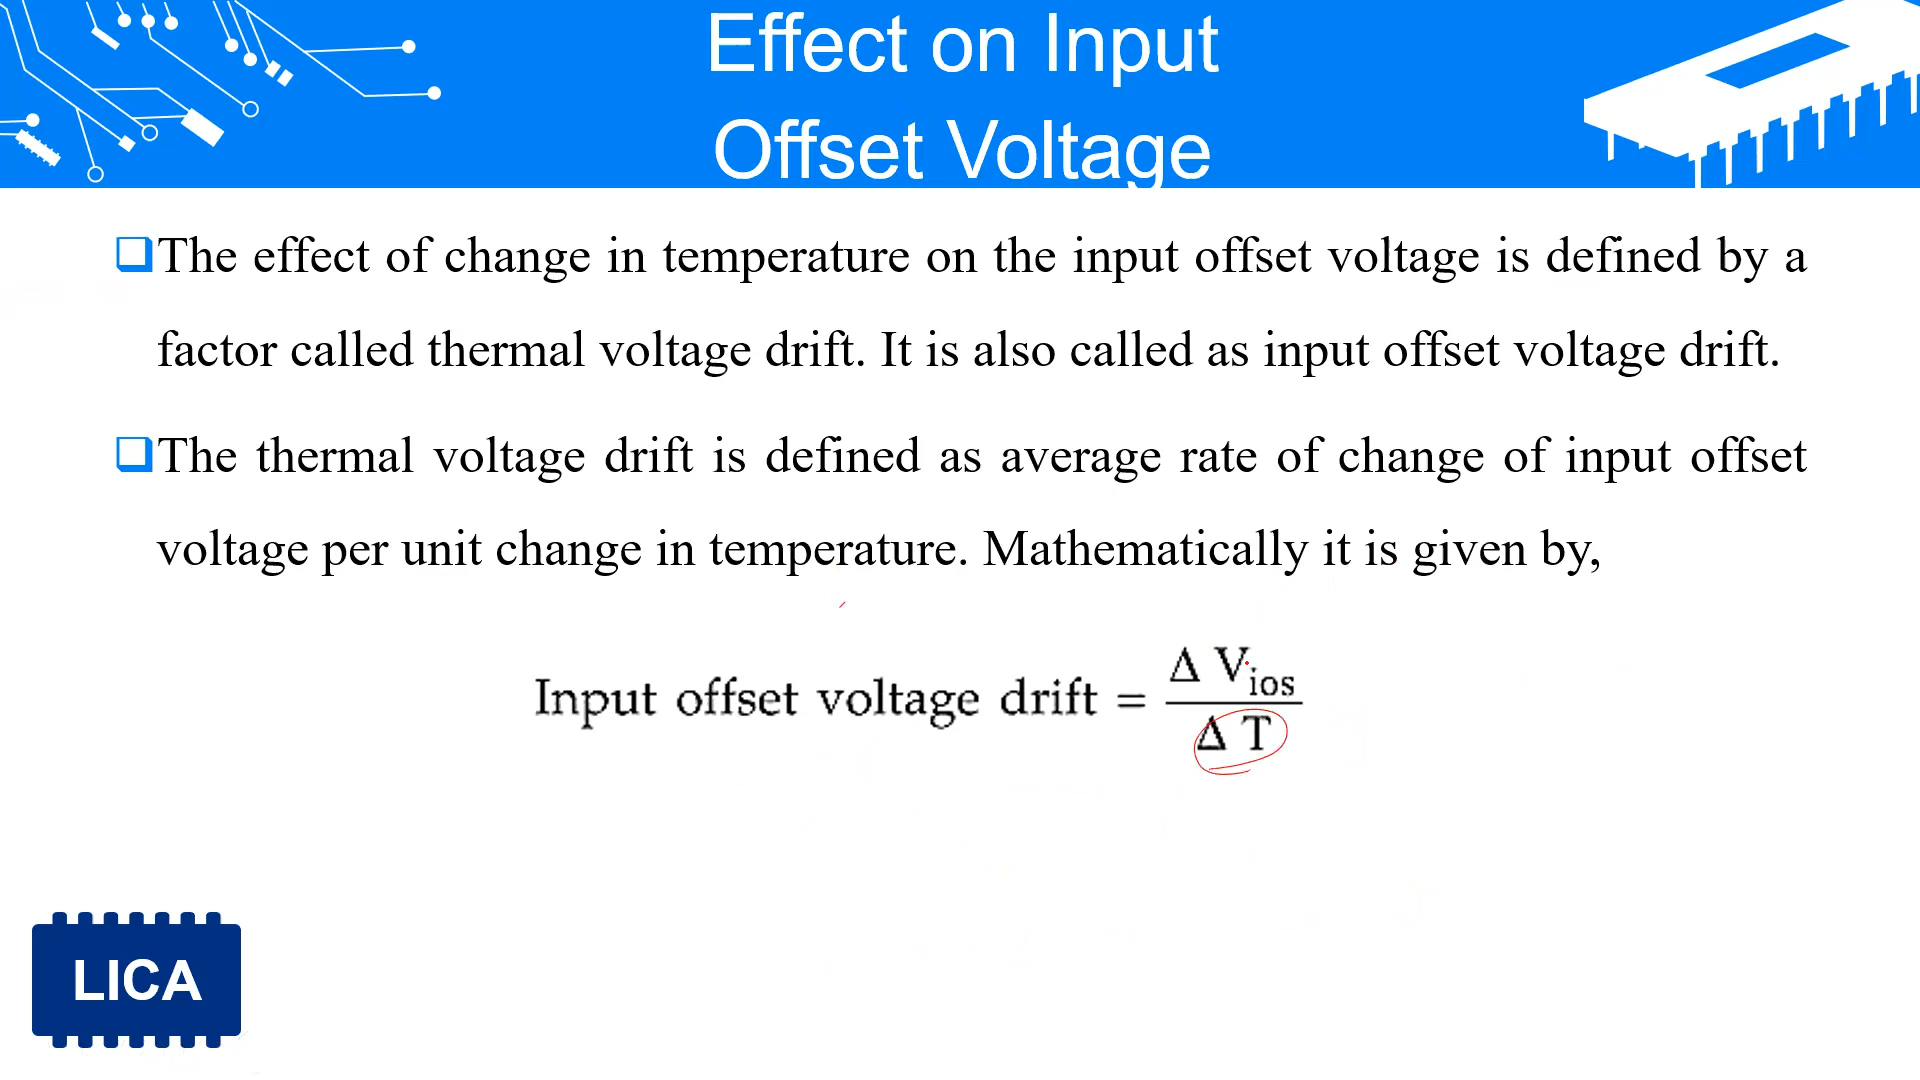 Effect on Input
Offset Voltage
The effect of change in temperature on the input offset voltage is defined by a
factor called thermal voltage drift. It is also called as input offset voltage drift.
The thermal voltage drift is defined as average rate of change of input offset
voltage per unit change in temperature. Mathematically it is given by,
Input offset voltage drift = Δ V_ios / Δ T
LICA